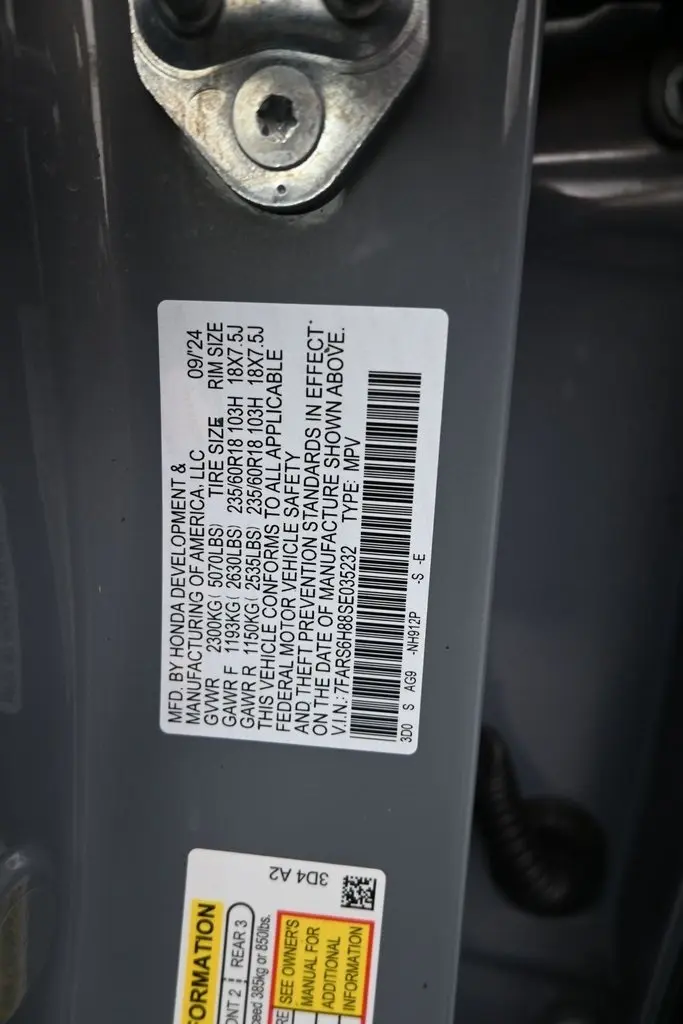 MFD. BY HONDA DEVELOPMENT &
MANUFACTURING OF AMERICA, LLC 09/'24
GVWR 2300KG( 5070LBS) TIRE SIZE RIM SIZE
GAWR F 1193KG( 2630LBS) 235/60R18 103H 18X7.5J
GAWR R 1150KG( 2535LBS) 235/60R18 103H 18X7.5J
THIS VEHICLE CONFORMS TO ALL APPLICABLE
FEDERAL MOTOR VEHICLE SAFETY
AND THEFT PREVENTION STANDARDS IN EFFECT
ON THE DATE OF MANUFACTURE SHOWN ABOVE.
V.I.N.: 7FARS6H88SE035232 TYPE: MPV
3D0 S AG9 -NH912P -S -E
3D4 A2
REAR 3
850lbs.
SEE OWNER'S
MANUAL FOR
ADDITIONAL
INFORMATION